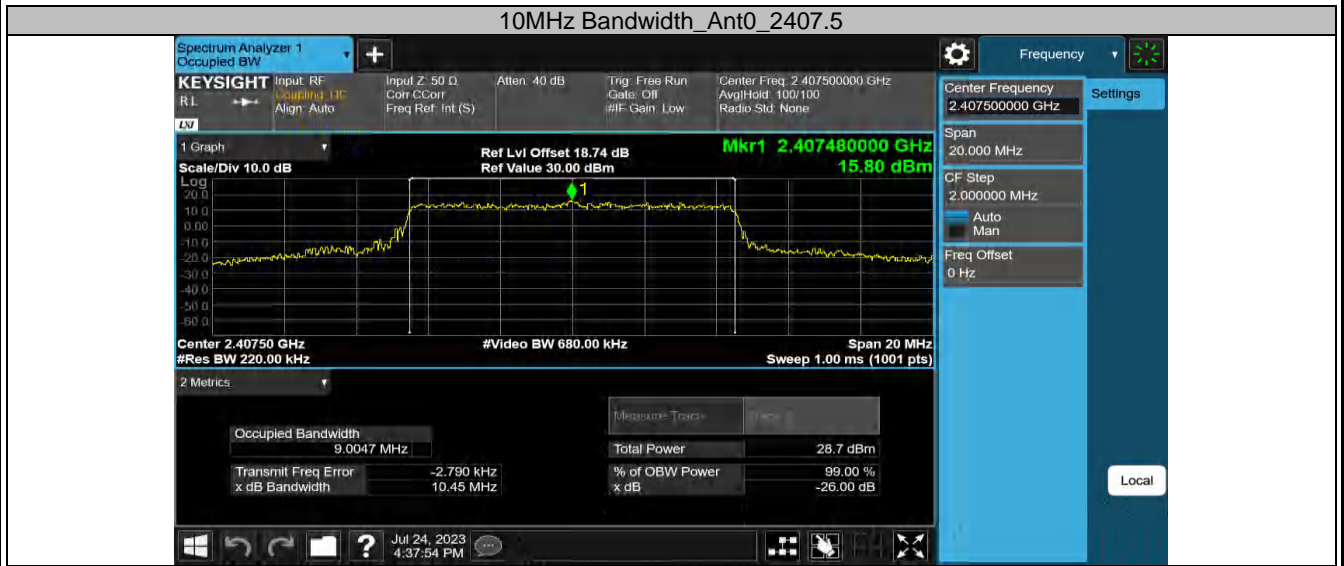 10MHz Bandwidth_Ant0_2407.5
Spectrum Analyzer 1
Occupied BW
+
Frequency
KEYSIGHT
RL
LXI
Input: RF
Coupling: DC
Align: Auto
Input Z: 50 Ω
Corr CCorr
Freq Ref: Int (S)
Atten: 40 dB
Trig: Free Run
Gate: Off
#IF Gain: Low
Center Freq: 2.407500000 GHz
Avg|Hold: 100/100
Radio Std: None
Center Frequency
2.407500000 GHz
Settings
Span
20.000 MHz
CF Step
2.000000 MHz
Auto
Man
Freq Offset
0 Hz
1 Graph
Scale/Div 10.0 dB
Ref Lvl Offset 18.74 dB
Ref Value 30.00 dBm
Mkr1 2.407480000 GHz
15.80 dBm
Log
20.0
10.0
0.00
-10.0
-20.0
-30.0
-40.0
-50.0
-60.0
1
Center 2.40750 GHz
#Res BW 220.00 kHz
#Video BW 680.00 kHz
Span 20 MHz
Sweep 1.00 ms (1001 pts)
2 Metrics
Measure Trace
Occupied Bandwidth
9.0047 MHz
Total Power 28.7 dBm
Transmit Freq Error -2.790 kHz
% of OBW Power 99.00 %
x dB Bandwidth 10.45 MHz
x dB -26.00 dB
Local
?
Jul 24, 2023
4:37:54 PM